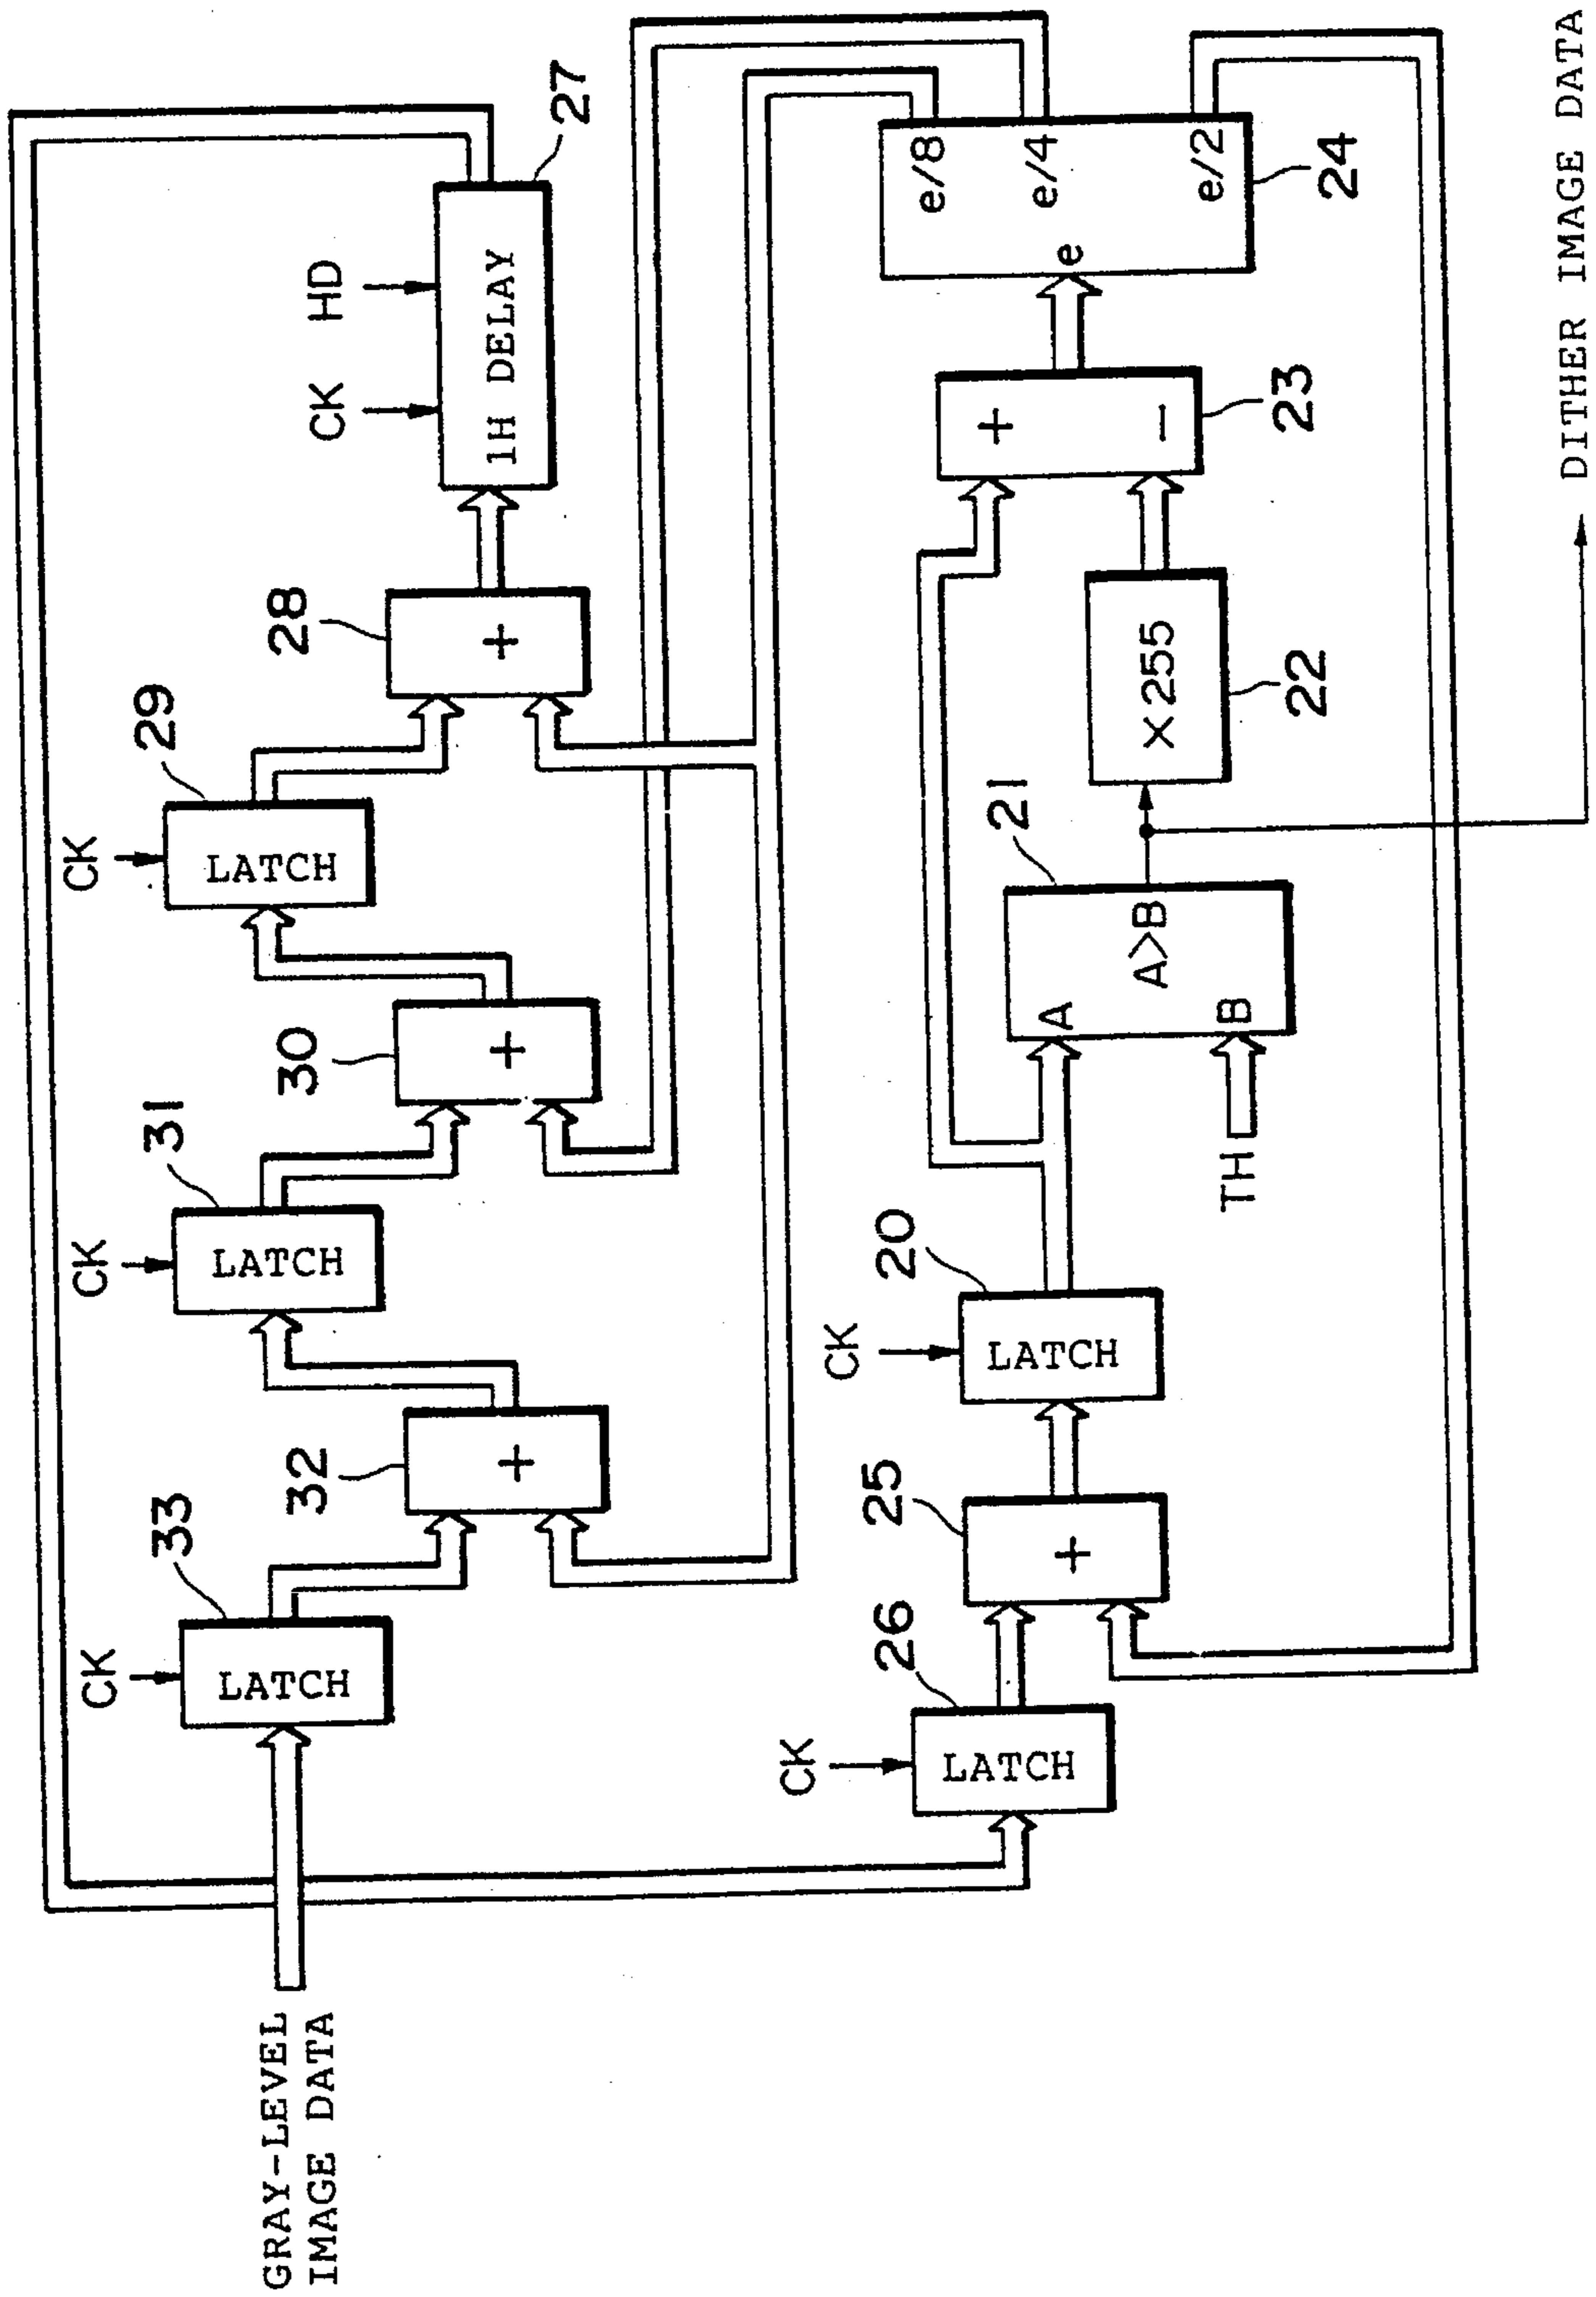 GRAY-LEVEL
IMAGE DATA
CK
33
LATCH
32
+
CK
31
LATCH
30
+
CK
29
LATCH
28
+
CK
HD
1H DELAY
27
CK
26
LATCH
25
+
CK
20
LATCH
TH
21
A
A>B
B
×255
22
+
−
23
e
e/8
e/4
e/2
24
DITHER IMAGE DATA